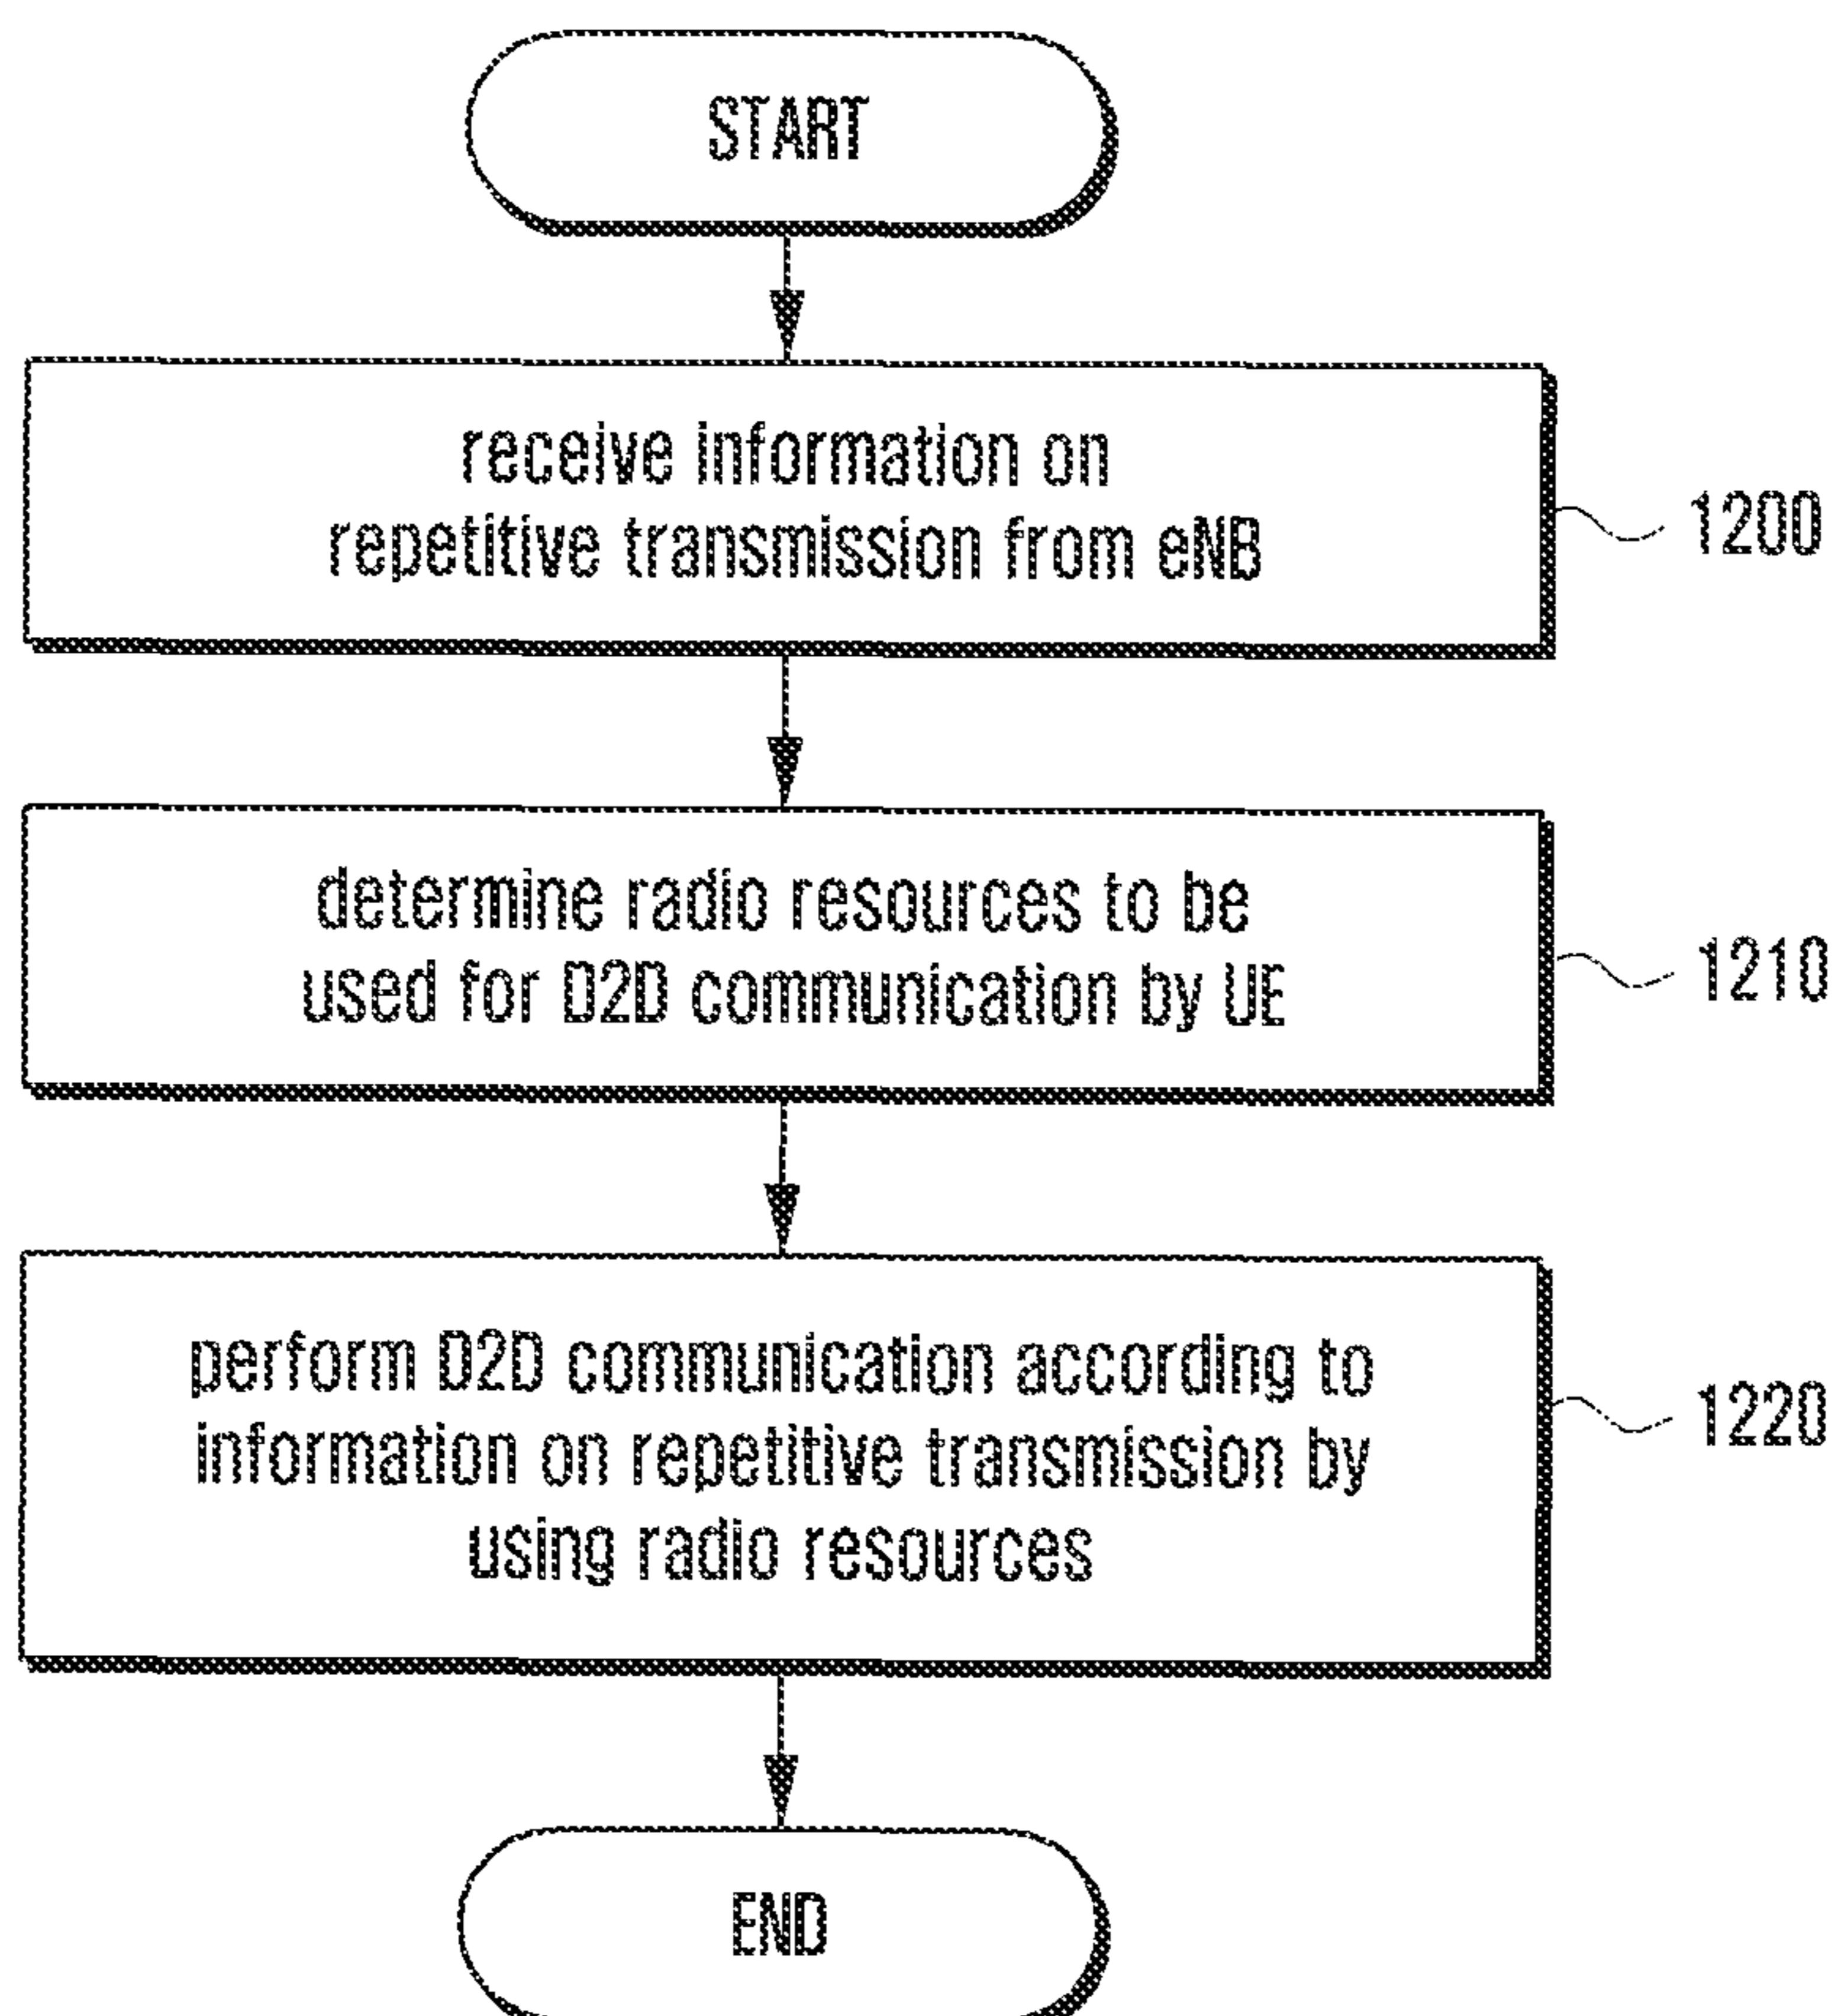 START
receive information on
repetitive transmission from eNB
1200
determine radio resources to be
used for D2D communication by UE
1210
perform D2D communication according to
information on repetitive transmission by
using radio resources
1220
END